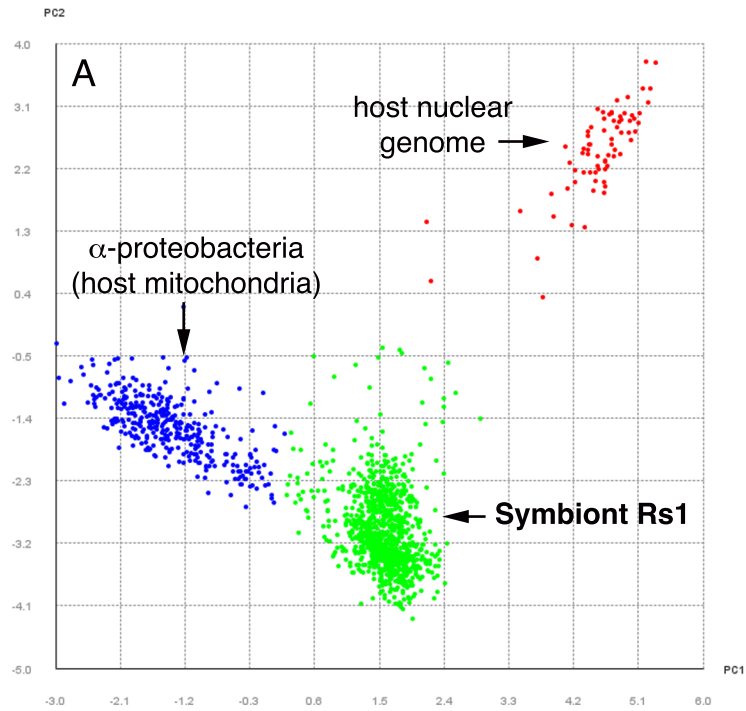 PC2
4.0
A
3.1
host nuclear
genome
2.2
1.3
α-proteobacteria
(host mitochondria)
0.4
-0.5
-1.4
-2.3
Symbiont Rs1
-3.2
-4.1
-5.0
PC1
-3.0 -2.1 -1.2 -0.3 0.6 1.5 2.4 3.3 4.2 5.1 6.0